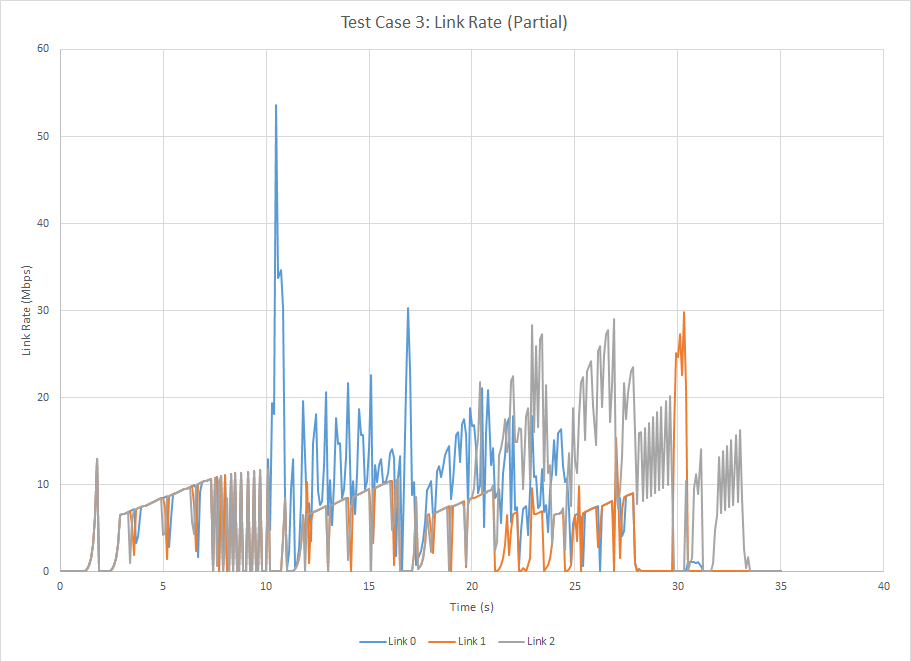 Test Case 3: Link Rate (Partial)
60
50
40
30
20
10
0
Link Rate (Mbps)
0 5 10 15 20 25 30 35 40
Time (s)
Link 0 Link 1 Link 2